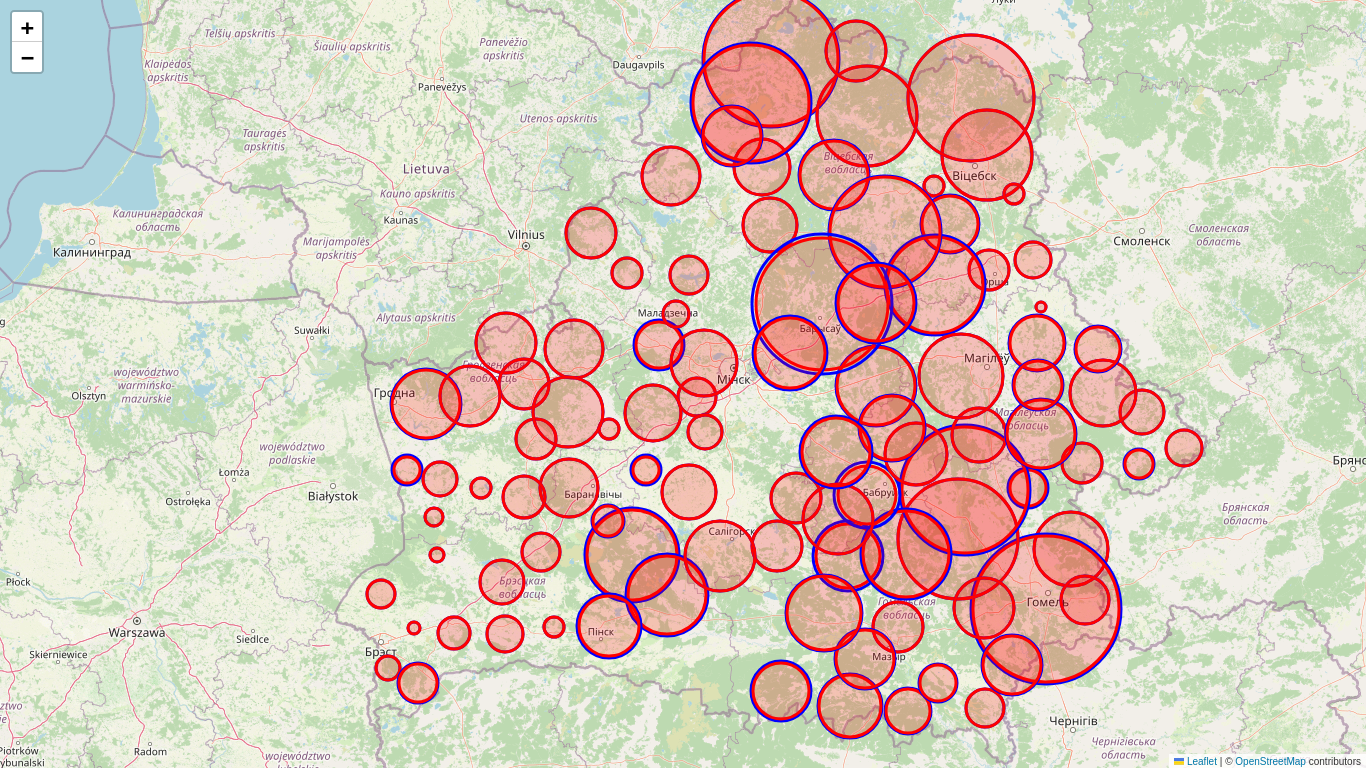 +
−
Telšių apskritis
Šiaulių apskritis
Panevėžio
apskritis
Луки
Klaipėdos
apskritis
Daugavpils
Panevėžys
Utenos apskritis
Tauragės
apskritis
Lietuva
Віцебская
вобласць
Віцебск
Kauno apskritis
Калининградская
область
Kaunas
Vilnius
Смоленск
Смоленская
область
Калининград
Marijampolės
apskritis
Орша
Маладзечна
Alytaus apskritis
Suwałki
Барысаў
Магілёў
Гродзенская
вобласць
Мінск
województwo
warmińsko-
mazurskie
Гродна
Olsztyn
Магілёўская
вобласць
województwo
podlaskie
Łomża
Брянс
Białystok
Баранавічы
Бабруйск
Ostrołęka
Брянская
область
Салігорск
Płock
Брэсцкая
вобласць
Гомельская
вобласць
Гомель
Warszawa
Siedlce
Пінск
Брэст
Skierniewice
Мазыр
Чернігів
Piotrków
ybunalski
Radom
województwo
lubelskie
Чернігівська
область
Leaflet | © OpenStreetMap contributors